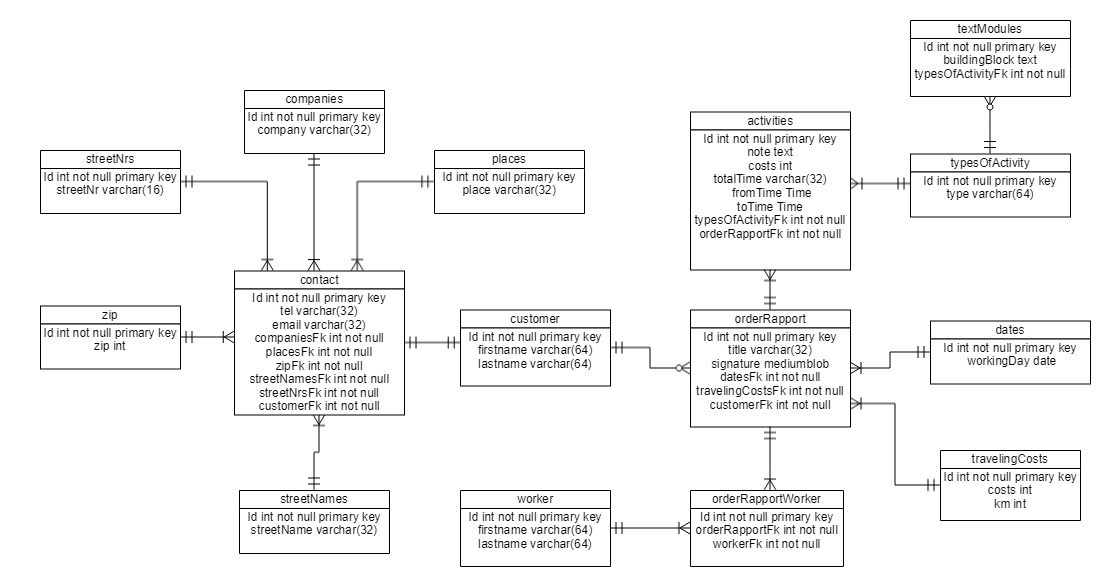 textModules
Id int not null primary key
buildingBlock text
typesOfActivityFk int not null
companies
Id int not null primary key
company varchar(32)
activities
Id int not null primary key
note text
costs int
totalTime varchar(32)
fromTime Time
toTime Time
typesOfActivityFk int not null
orderRapportFk int not null
streetNrs
Id int not null primary key
streetNr varchar(16)
places
Id int not null primary key
place varchar(32)
typesOfActivity
Id int not null primary key
type varchar(64)
contact
Id int not null primary key
tel varchar(32)
email varchar(32)
companiesFk int not null
placesFk int not null
zipFk int not null
streetNamesFk int not null
streetNrsFk int not null
customerFk int not null
zip
Id int not null primary key
zip int
customer
Id int not null primary key
firstname varchar(64)
lastname varchar(64)
orderRapport
Id int not null primary key
title varchar(32)
signature mediumblob
datesFk int not null
travelingCostsFk int not null
customerFk int not null
dates
Id int not null primary key
workingDay date
travelingCosts
Id int not null primary key
costs int
km int
streetNames
Id int not null primary key
streetName varchar(32)
worker
Id int not null primary key
firstname varchar(64)
lastname varchar(64)
orderRapportWorker
Id int not null primary key
orderRapportFk int not null
workerFk int not null